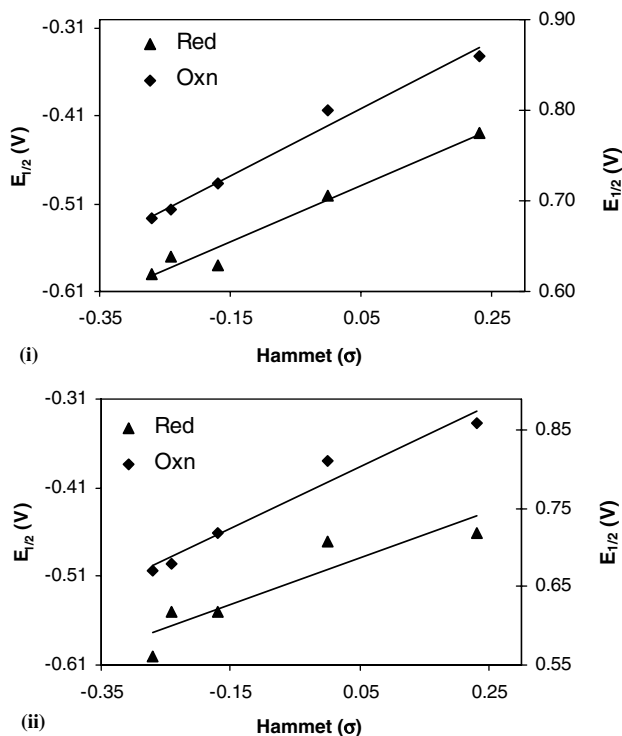 -0.31
-0.41
-0.51
-0.61
E1/2 (V)
Red
Oxn
0.90
0.80
0.70
0.60
E1/2 (V)
-0.35
-0.15
0.05
0.25
(i)
Hammet (σ)
-0.31
-0.41
-0.51
-0.61
E1/2 (V)
Red
Oxn
0.85
0.75
0.65
0.55
E1/2 (V)
-0.35
-0.15
0.05
0.25
(ii)
Hammet (σ)